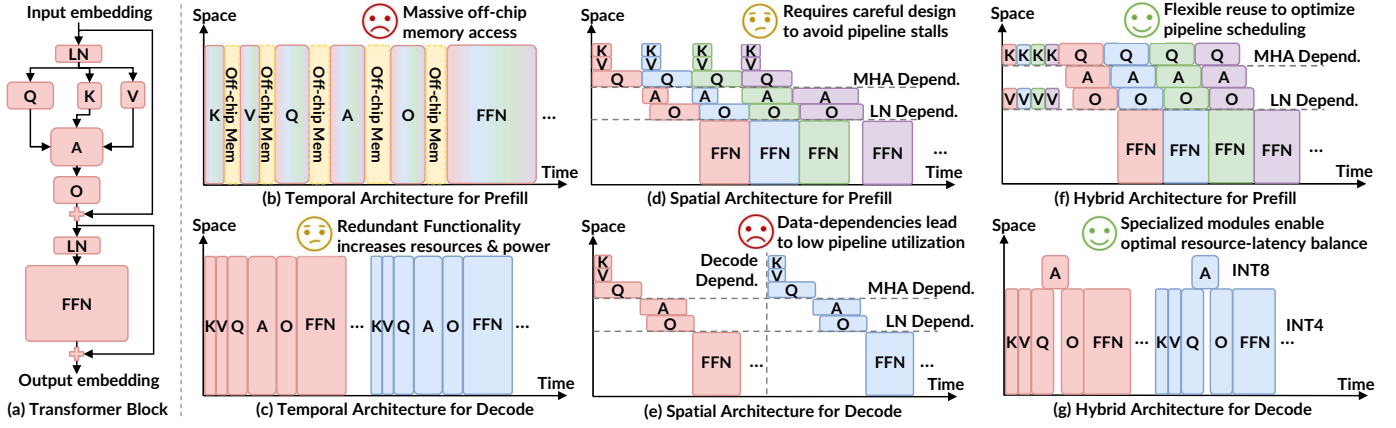 Input embedding
LN
Q
K
V
A
O
LN
FFN
Output embedding
(a) Transformer Block
Space
Massive off-chip
memory access
K
Off-chip Mem
V
Off-chip Mem
Q
Off-chip Mem
A
Off-chip Mem
O
Off-chip Mem
FFN
...
Time
(b) Temporal Architecture for Prefill
Space
Redundant Functionality
increases resources & power
K V Q A O FFN ... K V Q A O FFN ...
Time
(c) Temporal Architecture for Decode
Space
Requires careful design
to avoid pipeline stalls
K K K K
V V V V
Q Q Q Q
MHA Depend.
A A A A
O O O O
LN Depend.
FFN FFN FFN FFN ...
Time
(d) Spatial Architecture for Prefill
Space
Data-dependencies lead
to low pipeline utilization
Decode
Depend.
K K
V V
Q Q
MHA Depend.
A A
O O
LN Depend.
FFN ... FFN ...
Time
(e) Spatial Architecture for Decode
Space
Flexible reuse to optimize
pipeline scheduling
K K K K Q Q Q Q
MHA Depend.
A A A A
V V V V O O O O
LN Depend.
FFN FFN FFN FFN ...
Time
(f) Hybrid Architecture for Prefill
Space
Specialized modules enable
optimal resource-latency balance
A A INT8
K V Q O FFN ... K V Q O FFN ...
INT4
Time
(g) Hybrid Architecture for Decode